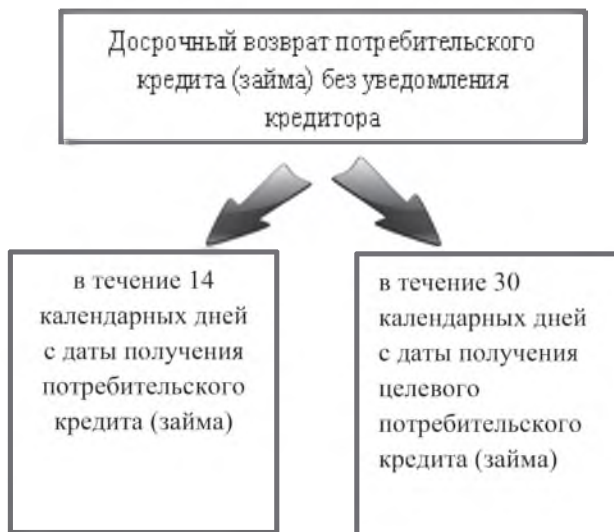 Досрочный возврат потребительского
кредита (займа) без уведомления
кредитора
в течение 14
календарных дней
с даты получения
потребительского
кредита (займа)
в течение 30
календарных дней
с даты получения
целевого
потребительского
кредита (займа)